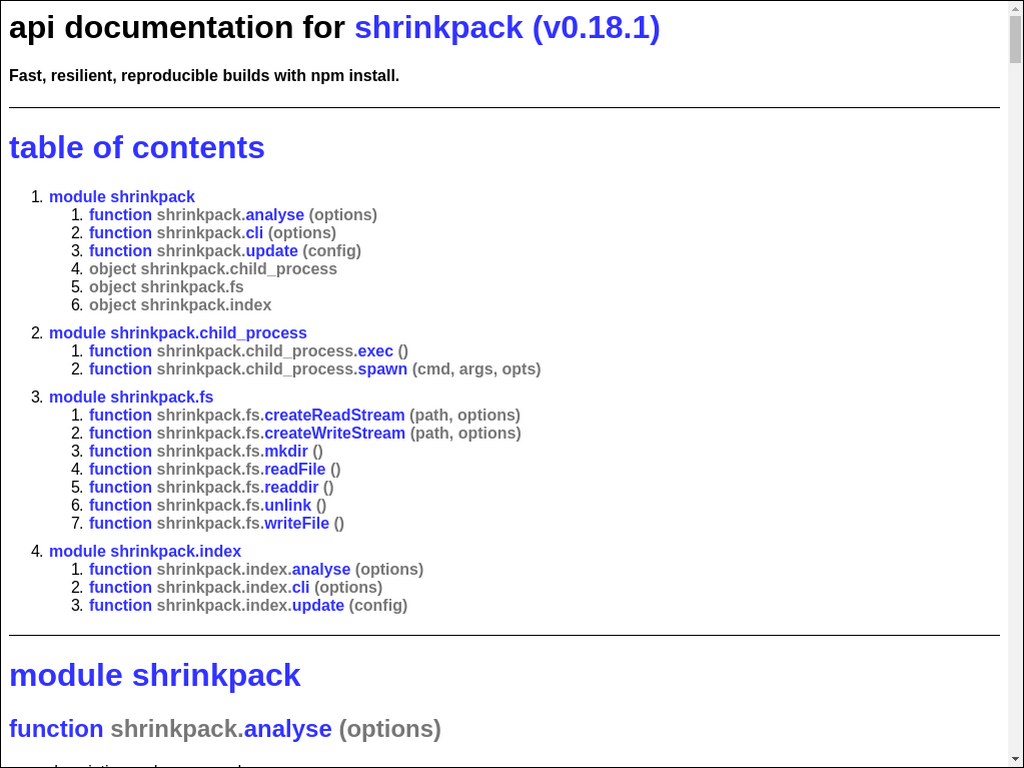 api documentation for shrinkpack (v0.18.1)
Fast, resilient, reproducible builds with npm install.
table of contents
1. module shrinkpack
1. function shrinkpack.analyse (options)
2. function shrinkpack.cli (options)
3. function shrinkpack.update (config)
4. object shrinkpack.child_process
5. object shrinkpack.fs
6. object shrinkpack.index
2. module shrinkpack.child_process
1. function shrinkpack.child_process.exec ()
2. function shrinkpack.child_process.spawn (cmd, args, opts)
3. module shrinkpack.fs
1. function shrinkpack.fs.createReadStream (path, options)
2. function shrinkpack.fs.createWriteStream (path, options)
3. function shrinkpack.fs.mkdir ()
4. function shrinkpack.fs.readFile ()
5. function shrinkpack.fs.readdir ()
6. function shrinkpack.fs.unlink ()
7. function shrinkpack.fs.writeFile ()
4. module shrinkpack.index
1. function shrinkpack.index.analyse (options)
2. function shrinkpack.index.cli (options)
3. function shrinkpack.index.update (config)
module shrinkpack
function shrinkpack.analyse (options)